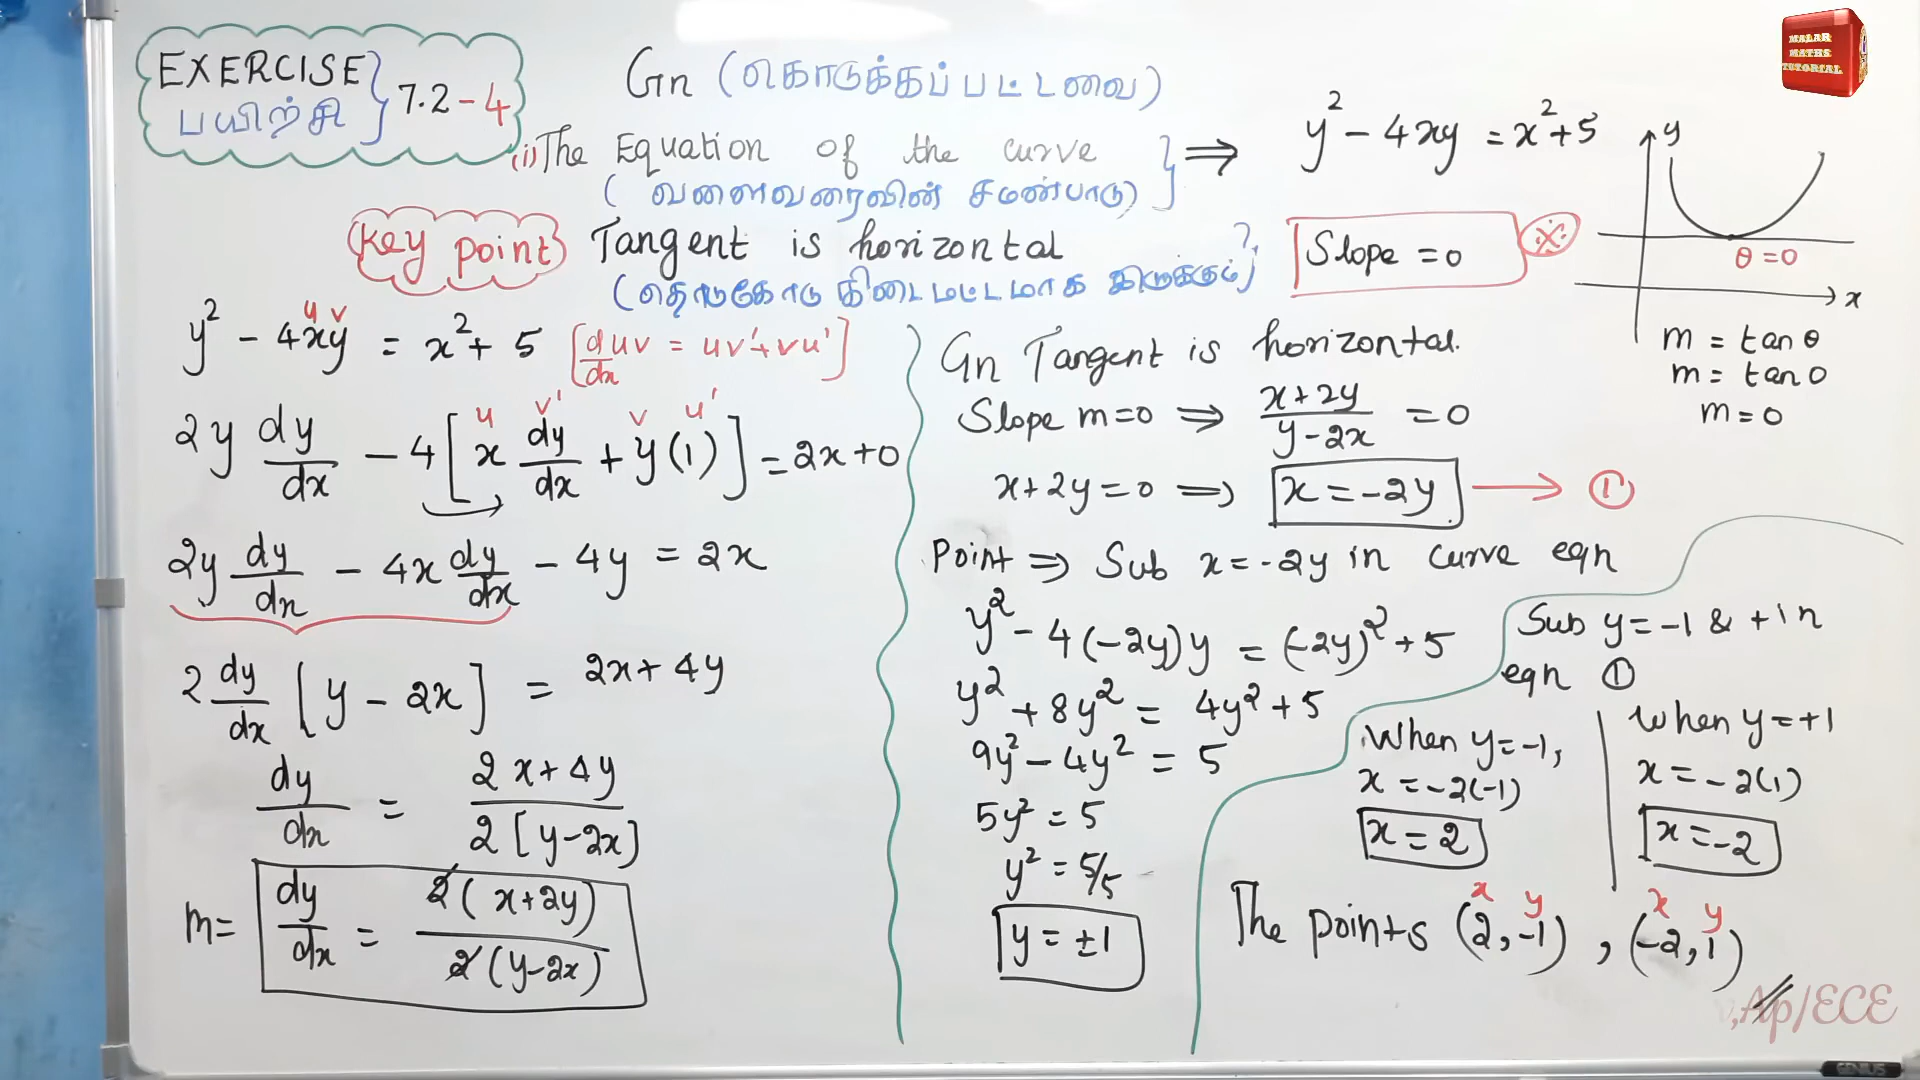 EXERCISE
பயிற்சி
7.2-4
MALAR
MATHS
TUTORIAL
Gn (கொடுக்கப்பட்டவை)
(i) The Equation of the curve ⇒ y² - 4xy = x² + 5
(வளைவரைவின் சமன்பாடு)
Key point Tangent is horizontal Slope = 0
(தொடுகோடு கிடைமட்டமாக இருக்கும்)
y
θ = 0
x
m = tan θ
m = tan 0
m = 0
u v
y² - 4xy = x² + 5 [d/dx uv = uv' + vu']
u v' v u'
2y dy/dx - 4[x dy/dx + y(1)] = 2x + 0
2y dy/dx - 4x dy/dx - 4y = 2x
2 dy/dx [y - 2x] = 2x + 4y
dy/dx = 2x + 4y / 2[y - 2x]
m = dy/dx = 2(x + 2y) / 2(y - 2x)
Gn Tangent is horizontal.
Slope m = 0 ⇒ x + 2y / y - 2x = 0
x + 2y = 0 ⇒ x = -2y → ①
Point ⇒ Sub x = -2y in curve eqn
y² - 4(-2y)y = (-2y)² + 5
y² + 8y² = 4y² + 5
9y² - 4y² = 5
5y² = 5
y² = 5/5
y = ±1
Sub y = -1 & +1 in
eqn ①
When y = -1,
x = -2(-1)
x = 2
When y = +1
x = -2(1)
x = -2
x y x y
The points (2, -1), (-2, 1)
,Ap/ECE
GENIUS